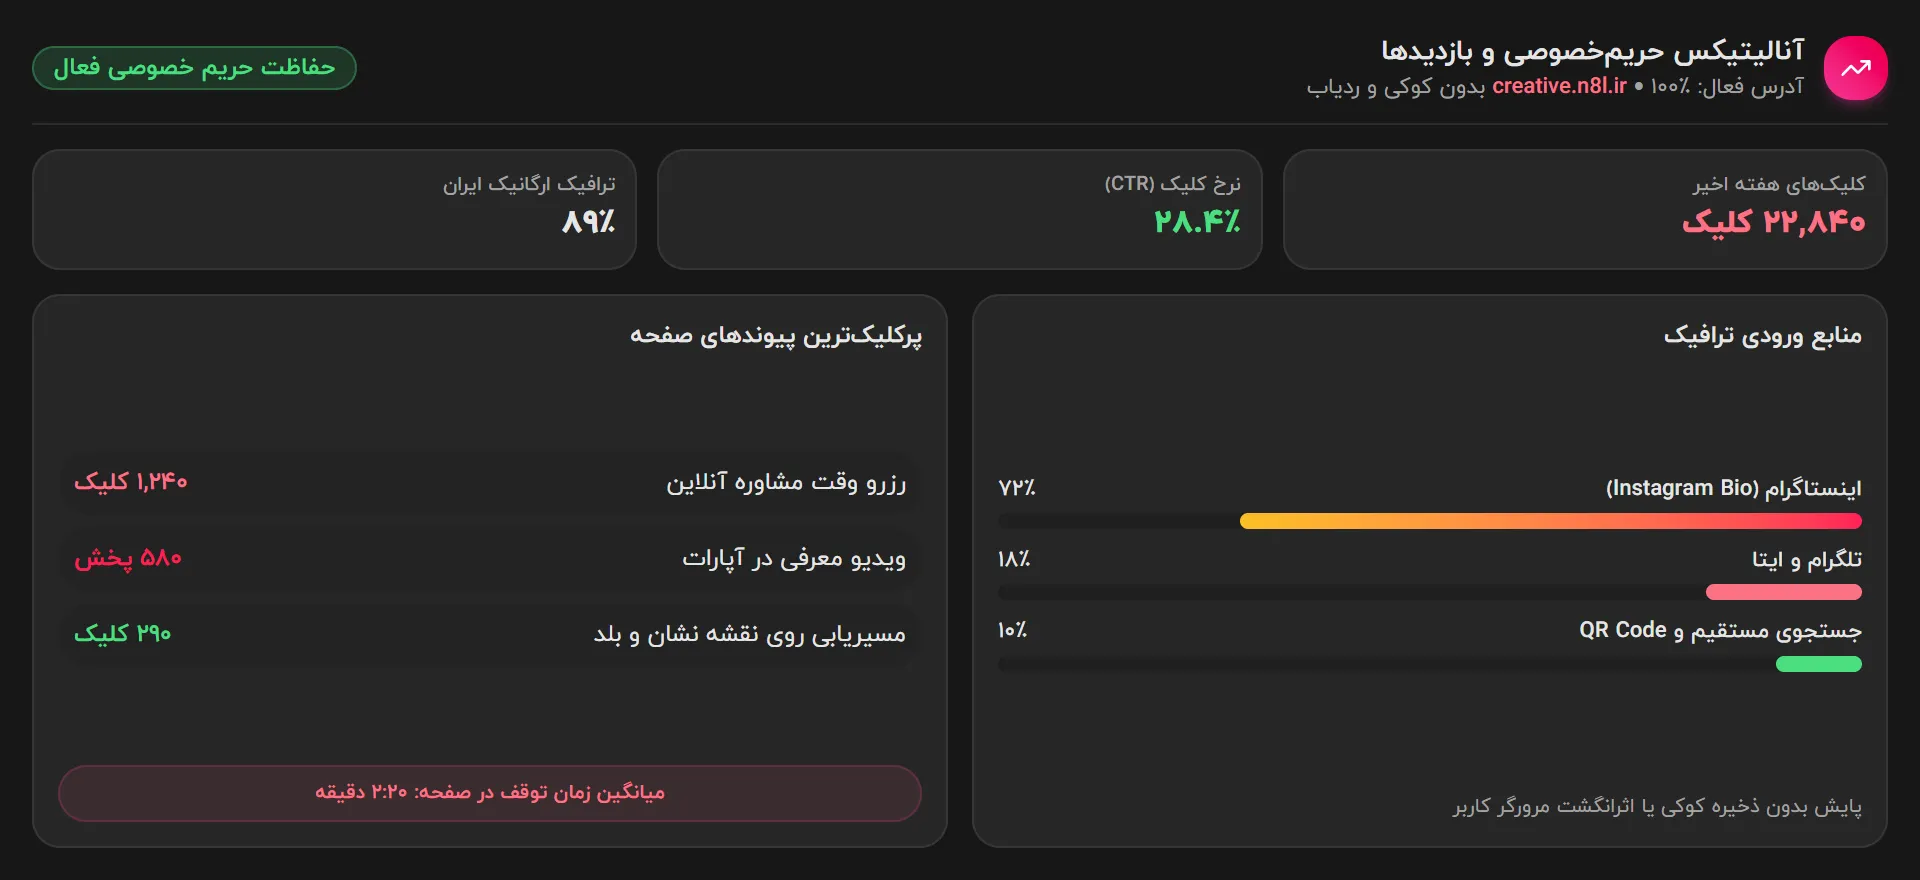 آنالیتیکس حریم‌خصوصی و بازدیدها
آدرس فعال: creative.n8l.ir • ۱۰۰٪ بدون کوکی و ردیاب
حفاظت حریم خصوصی فعال
کلیک‌های هفته اخیر
۲۲,۸۴۰ کلیک
نرخ کلیک (CTR)
۲۸.۴٪
ترافیک ارگانیک ایران
۸۹٪
منابع ورودی ترافیک
اینستاگرام (Instagram Bio) ۷۲٪
تلگرام و ایتا ۱۸٪
جستجوی مستقیم و QR Code ۱۰٪
پایش بدون ذخیره کوکی یا اثرانگشت مرورگر کاربر
پرکلیک‌ترین پیوندهای صفحه
رزرو وقت مشاوره آنلاین ۱,۲۴۰ کلیک
ویدیو معرفی در آپارات ۵۸۰ پخش
مسیریابی روی نقشه نشان و بلد ۲۹۰ کلیک
میانگین زمان توقف در صفحه: ۲:۲۰ دقیقه